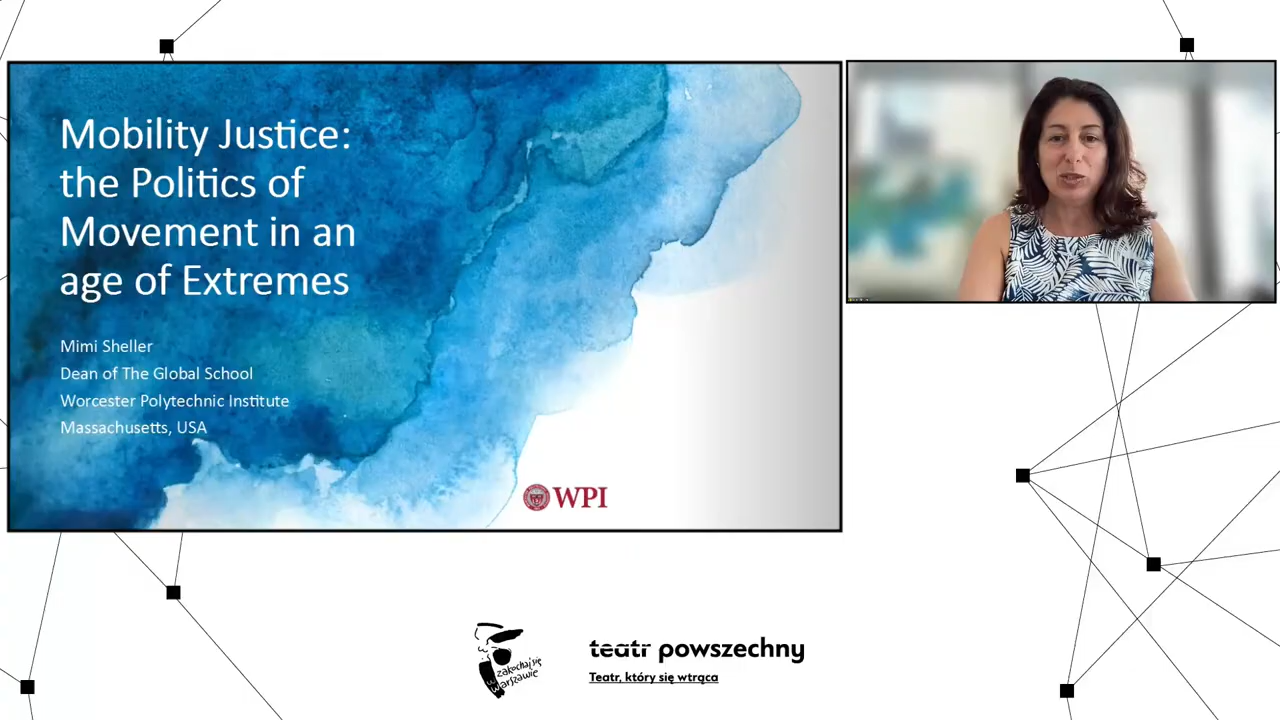 Mobility Justice:
the Politics of
Movement in an
age of Extremes
Mimi Sheller
Dean of The Global School
Worcester Polytechnic Institute
Massachusetts, USA
WPI
zakochaj się
w warszawie
teatr powszechny
Teatr, który się wtrąca